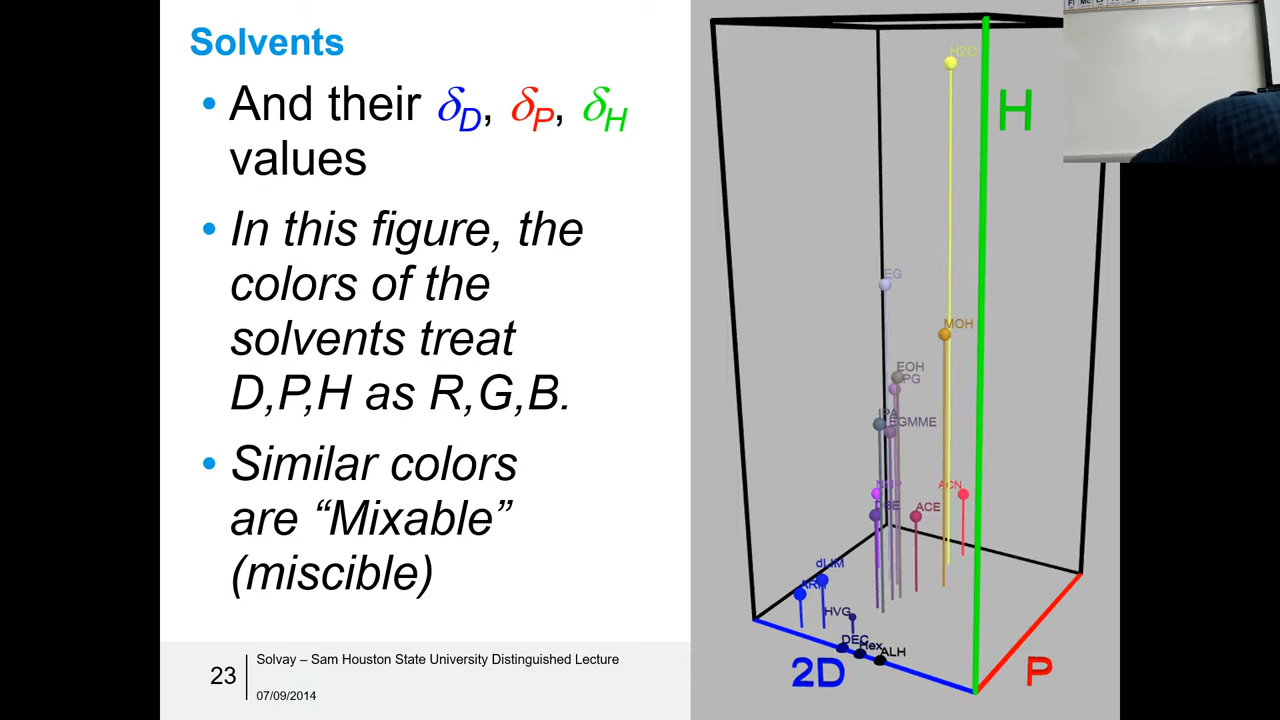 Solvents
• And their δD, δP, δH
values
• In this figure, the
colors of the
solvents treat
D,P,H as R,G,B.
• Similar colors
are “Mixable”
(miscible)
23
Solvay – Sam Houston State University Distinguished Lecture
07/09/2014
H2O
H
EG
MOH
EOH
PG
IPA
EGMME
ACN
ACE
dLIM
HVG
DEC
Hex
ALH
2D
P